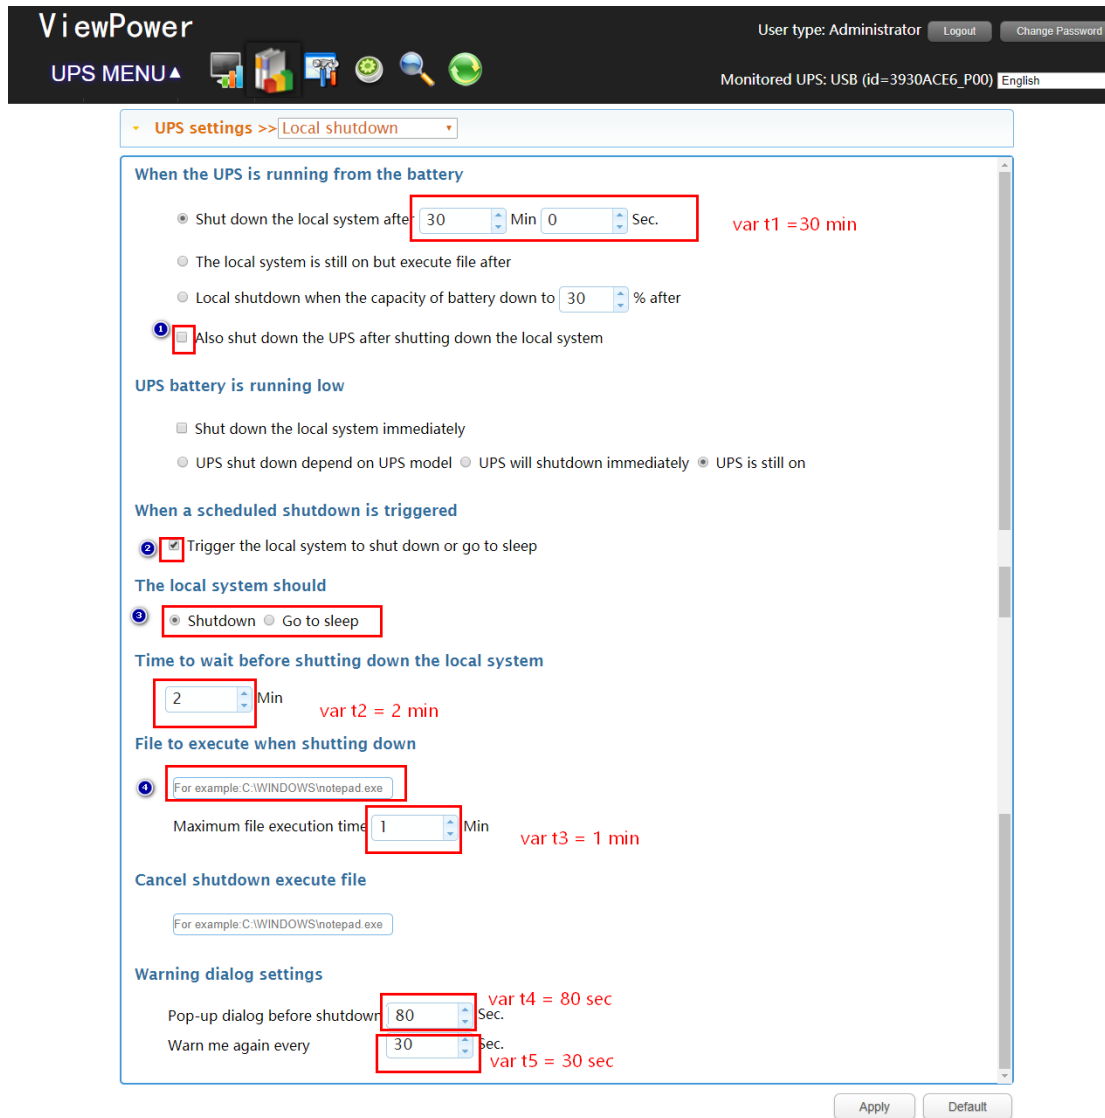 ViewPower
User type: Administrator Logout Change Password
UPS MENU▲
Monitored UPS: USB (id=3930ACE6_P00) English
UPS settings >> Local shutdown
When the UPS is running from the battery
Shut down the local system after 30 Min 0 Sec.
var t1 =30 min
The local system is still on but execute file after
Local shutdown when the capacity of battery down to 30 % after
1
Also shut down the UPS after shutting down the local system
UPS battery is running low
Shut down the local system immediately
UPS shut down depend on UPS model UPS will shutdown immediately UPS is still on
When a scheduled shutdown is triggered
2 Trigger the local system to shut down or go to sleep
The local system should
3 Shutdown Go to sleep
Time to wait before shutting down the local system
2 Min
var t2 = 2 min
File to execute when shutting down
4 For example:C:\WINDOWS\notepad.exe
Maximum file execution time 1 Min
var t3 = 1 min
Cancel shutdown execute file
For example:C:\WINDOWS\notepad.exe
Warning dialog settings
var t4 = 80 sec
Pop-up dialog before shutdown 80 Sec.
Warn me again every 30 Sec.
var t5 = 30 sec
Apply Default